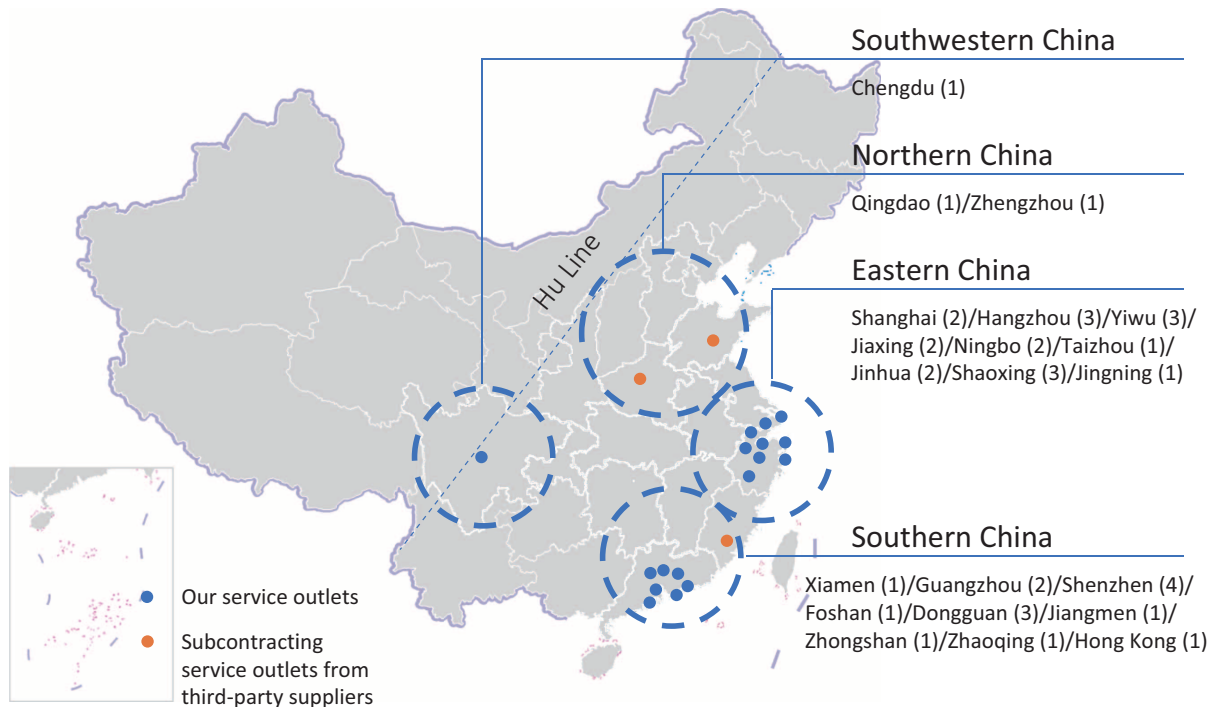 Southwestern China
Chengdu (1)
Northern China
Qingdao (1)/Zhengzhou (1)
Hu Line
Eastern China
Shanghai (2)/Hangzhou (3)/Yiwu (3)/
Jiaxing (2)/Ningbo (2)/Taizhou (1)/
Jinhua (2)/Shaoxing (3)/Jingning (1)
Southern China
Xiamen (1)/Guangzhou (2)/Shenzhen (4)/
Foshan (1)/Dongguan (3)/Jiangmen (1)/
Zhongshan (1)/Zhaoqing (1)/Hong Kong (1)
Our service outlets
Subcontracting
service outlets from
third-party suppliers